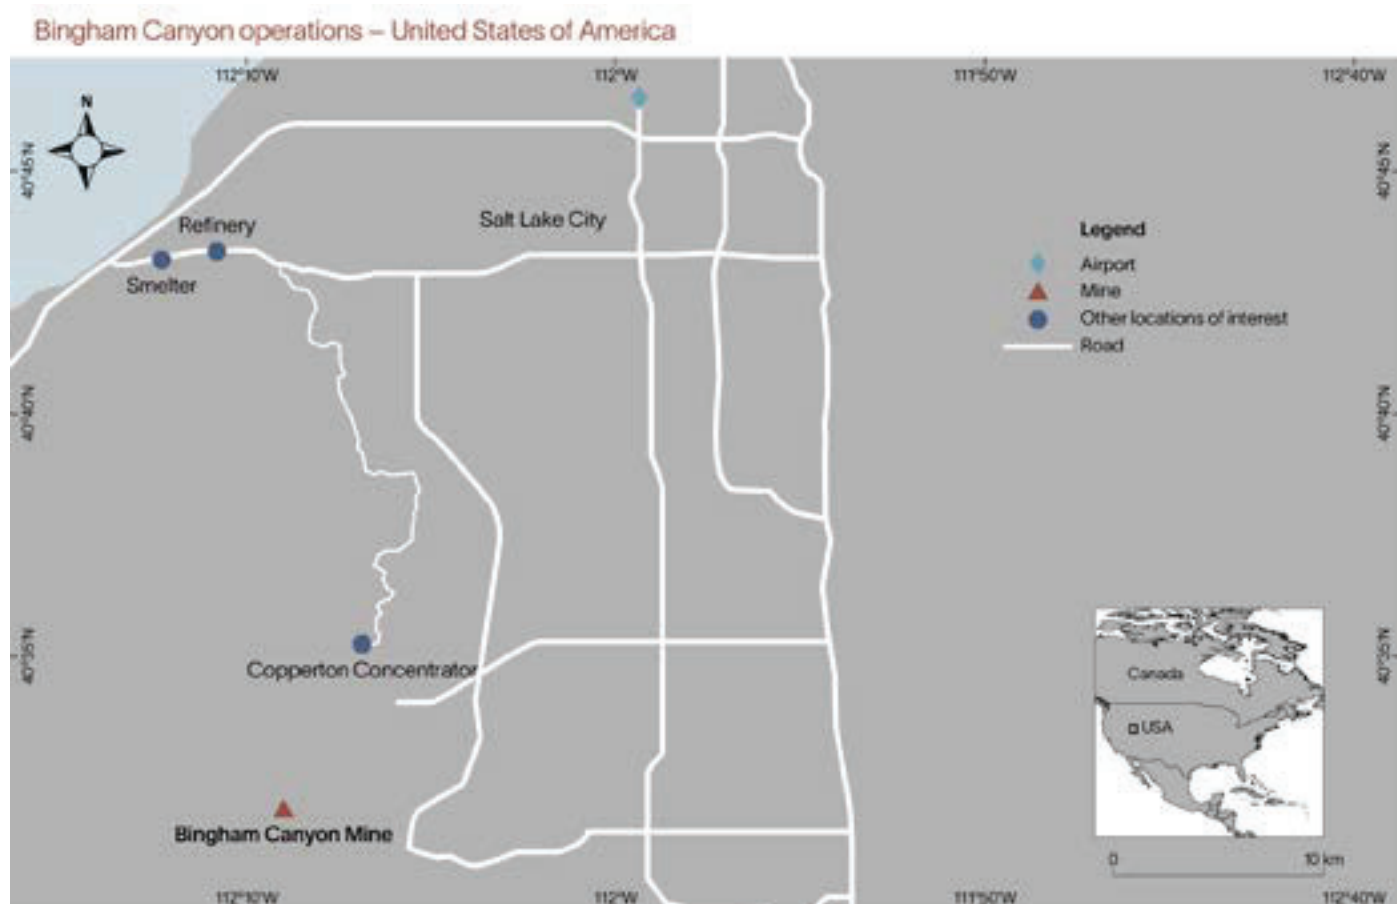 Bingham Canyon operations – United States of America
112°10'W 112°W 111°50'W 112°40'W
N
40°45'N 40°45'N
Refinery
Salt Lake City
Smelter
Legend
Airport
Mine
Other locations of interest
Road
40°40'N 40°40'N
40°35'N 40°35'N
Copperton Concentrator
Canada
USA
Bingham Canyon Mine
0 10 km
112°10'W 112°W 111°50'W 112°40'W